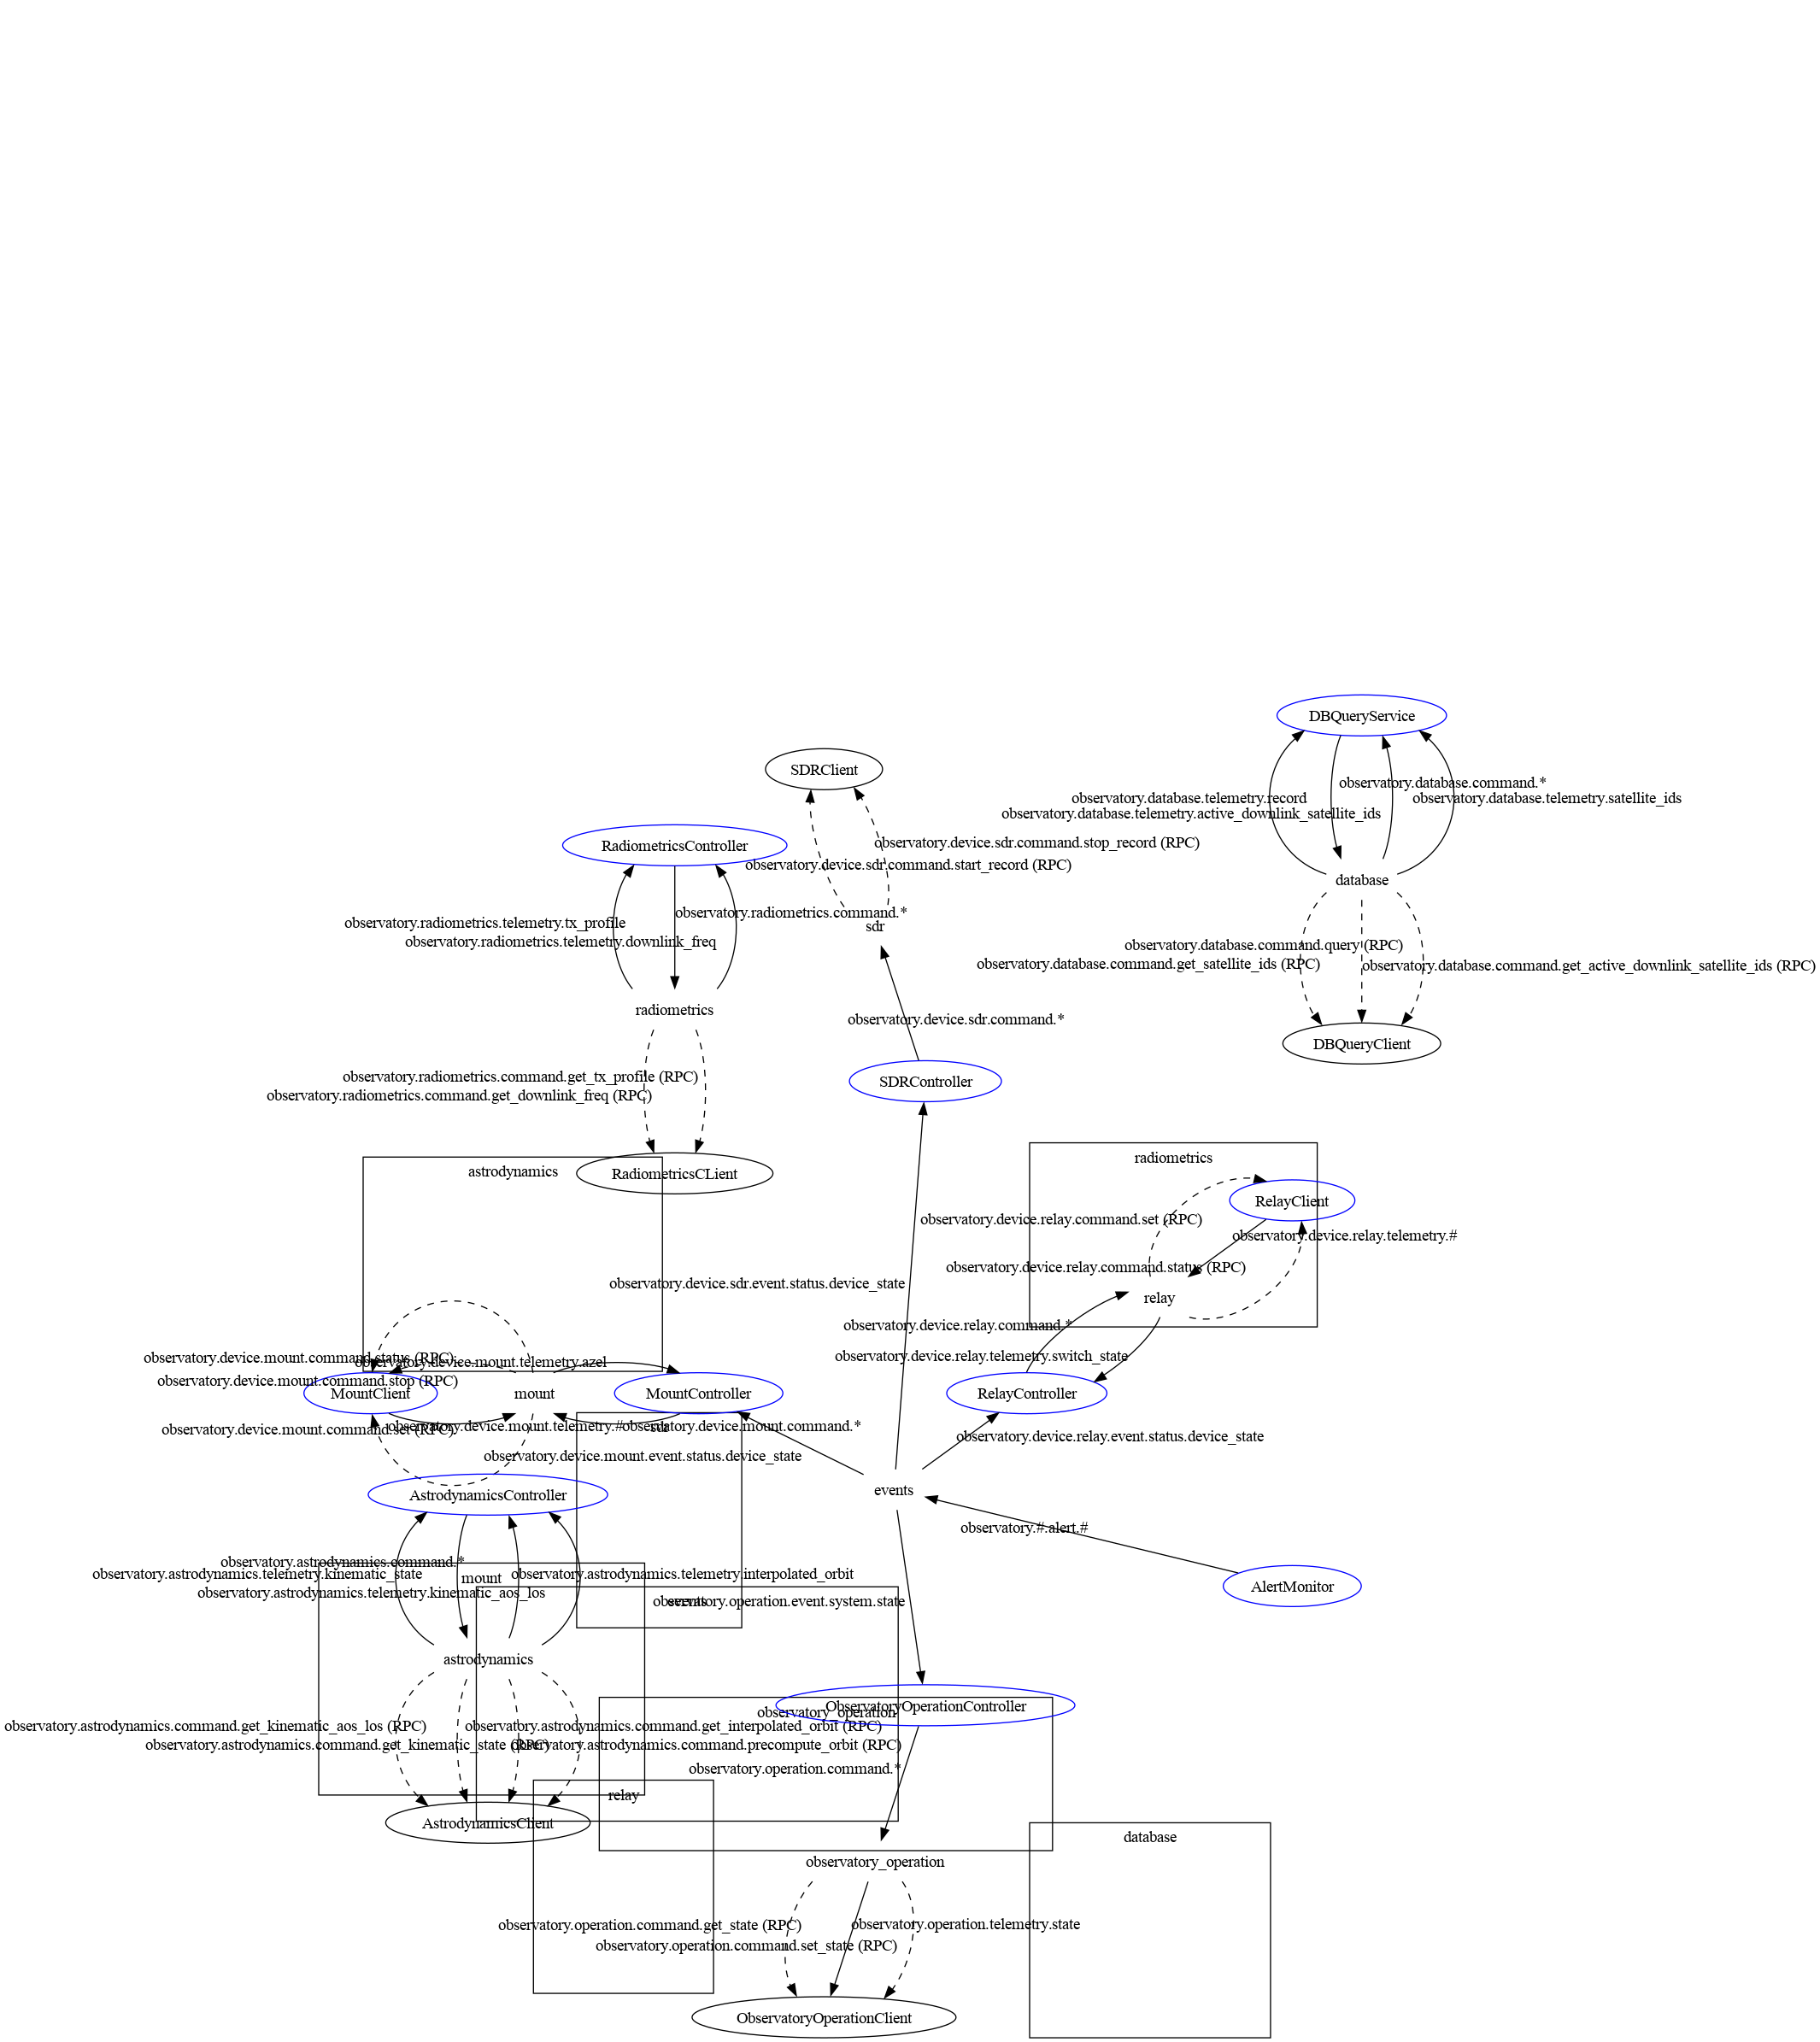 DBQueryService
SDRClient
observatory.database.command.*
observatory.database.telemetry.record
observatory.database.telemetry.satellite_ids
observatory.database.telemetry.active_downlink_satellite_ids
RadiometricsController
observatory.device.sdr.command.stop_record (RPC)
observatory.device.sdr.command.start_record (RPC)
database
observatory.radiometrics.command.*
observatory.radiometrics.telemetry.tx_profile
sdr
observatory.radiometrics.telemetry.downlink_freq
observatory.database.command.query (RPC)
observatory.database.command.get_satellite_ids (RPC)
observatory.database.command.get_active_downlink_satellite_ids (RPC)
radiometrics
observatory.device.sdr.command.*
DBQueryClient
observatory.radiometrics.command.get_tx_profile (RPC)
SDRController
observatory.radiometrics.command.get_downlink_freq (RPC)
radiometrics
astrodynamics
RadiometricsCLient
RelayClient
observatory.device.relay.command.set (RPC)
observatory.device.relay.telemetry.#
observatory.device.relay.command.status (RPC)
observatory.device.sdr.event.status.device_state
relay
observatory.device.relay.command.*
observatory.device.relay.telemetry.switch_state
observatory.device.mount.command.status (RPC)
observatory.device.mount.telemetry.azel
observatory.device.mount.command.stop (RPC)
MountClient
mount
MountController
RelayController
observatory.device.mount.command.set (RPC)
observatory.device.mount.telemetry.#
observatory.device.mount.command.*
sdr
observatory.device.relay.event.status.device_state
observatory.device.mount.event.status.device_state
events
AstrodynamicsController
observatory.#.alert.#
observatory.astrodynamics.command.*
observatory.astrodynamics.telemetry.kinematic_state
observatory.astrodynamics.telemetry.interpolated_orbit
mount
AlertMonitor
observatory.astrodynamics.telemetry.kinematic_aos_los
events
observatory.operation.event.system.state
astrodynamics
ObservatoryOperationController
observatory_operation
observatory.astrodynamics.command.get_kinematic_aos_los (RPC)
observatory.astrodynamics.command.get_interpolated_orbit (RPC)
observatory.astrodynamics.command.get_kinematic_state (RPC)
observatory.astrodynamics.command.precompute_orbit (RPC)
observatory.operation.command.*
relay
AstrodynamicsClient
database
observatory_operation
observatory.operation.command.get_state (RPC)
observatory.operation.telemetry.state
observatory.operation.command.set_state (RPC)
ObservatoryOperationClient